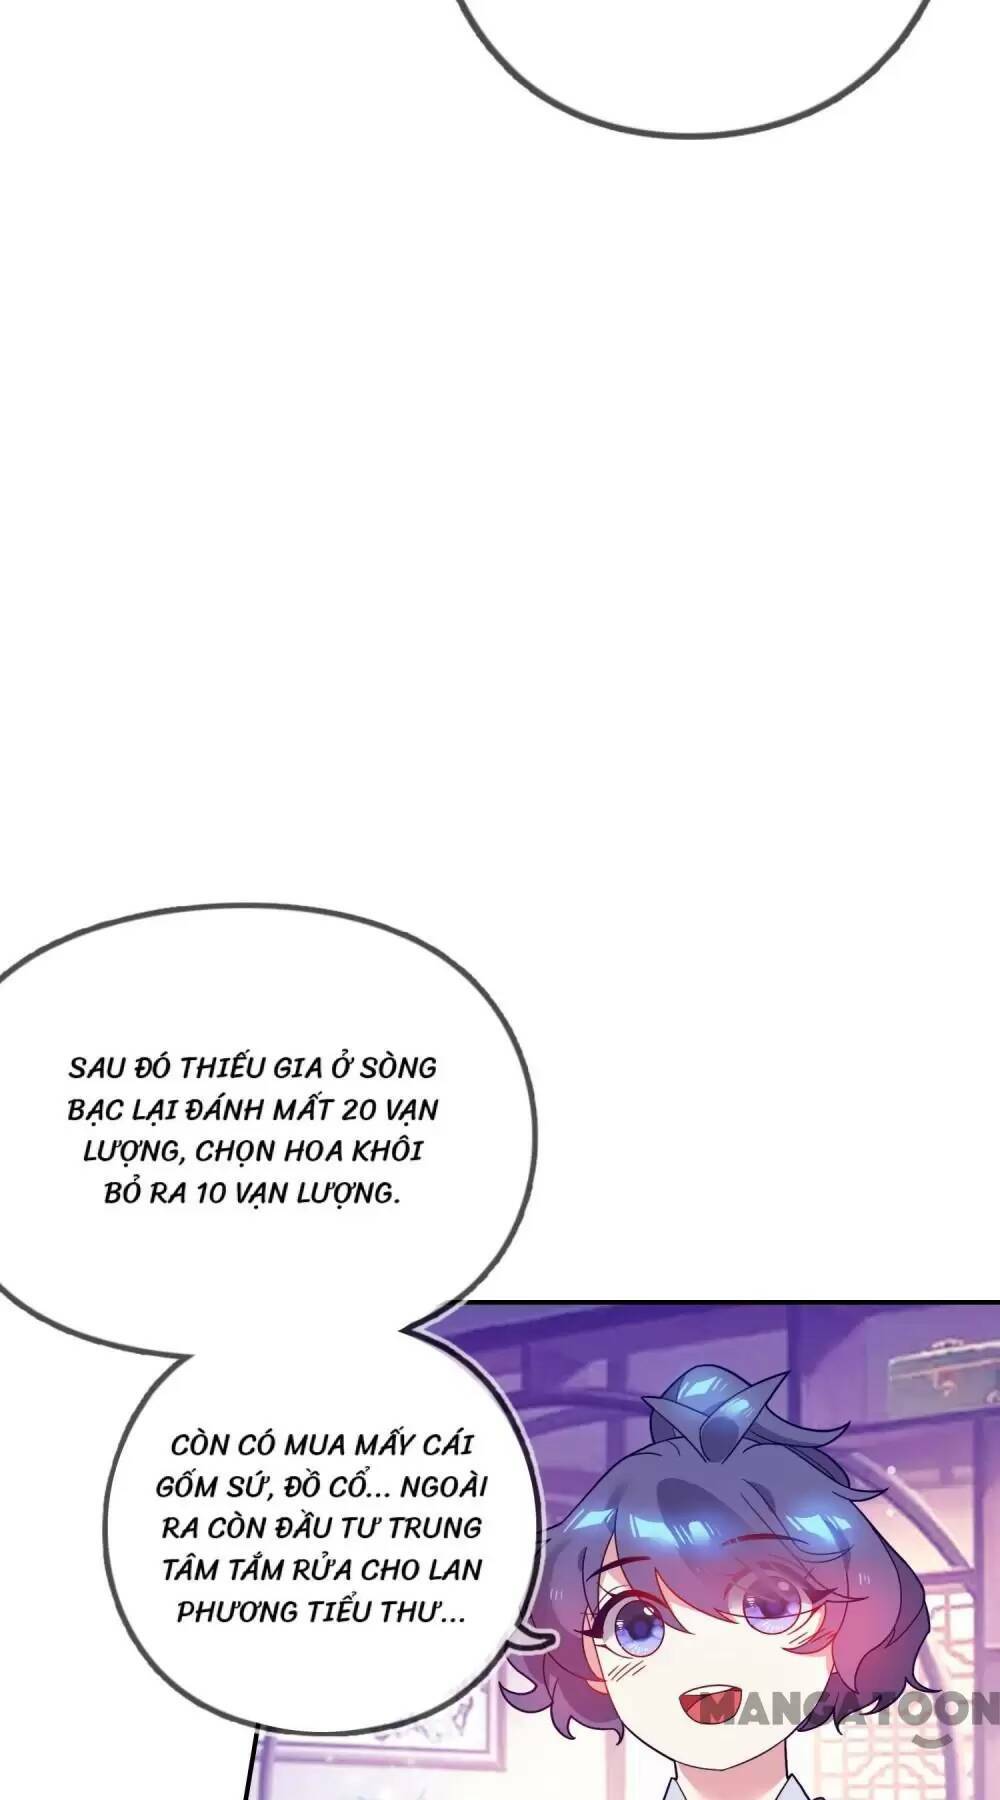 SAU ĐÓ THIẾU GIA Ở SÒNG
BẠC LẠI ĐÁNH MẤT 20 VẠN
LƯỢNG, CHỌN HOA KHÔI
BỎ RA 10 VẠN LƯỢNG.
CÒN CÓ MUA MẤY CÁI
GỐM SỨ, ĐỒ CỔ... NGOÀI
RA CÒN ĐẦU TƯ TRUNG
TÂM TẮM RỬA CHO LAN
PHƯƠNG TIỂU THƯ...
MANGATOON